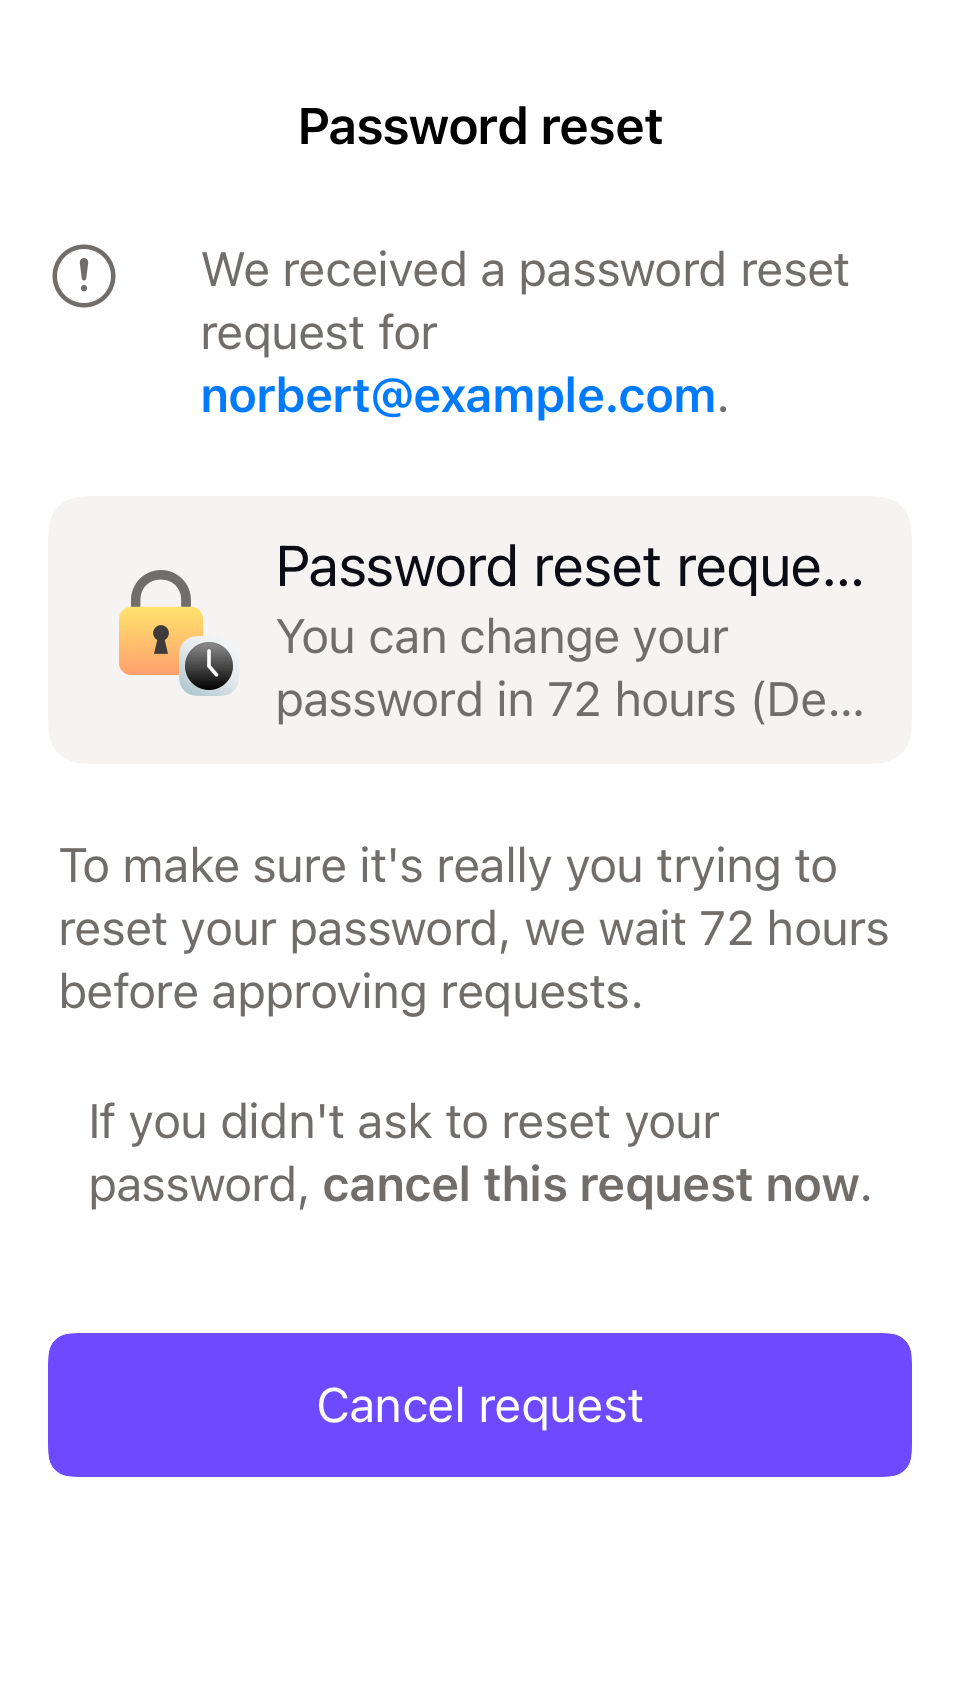 Password reset
We received a password reset
request for
norbert@example.com.
Password reset reque...
You can change your
password in 72 hours (De...
To make sure it's really you trying to
reset your password, we wait 72 hours
before approving requests.
If you didn't ask to reset your
password, cancel this request now.
Cancel request